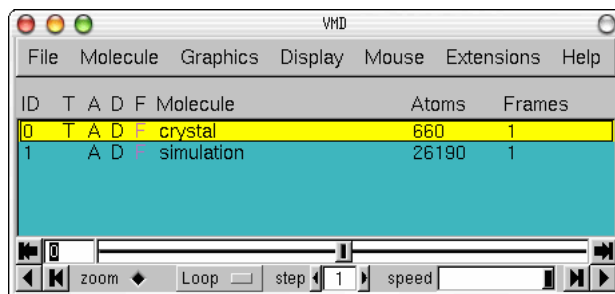 VMD
File Molecule Graphics Display Mouse Extensions Help
ID T A D F Molecule Atoms Frames
0 T A D F crystal 660 1
1 A D F simulation 26190 1
0
zoom Loop step 1 speed